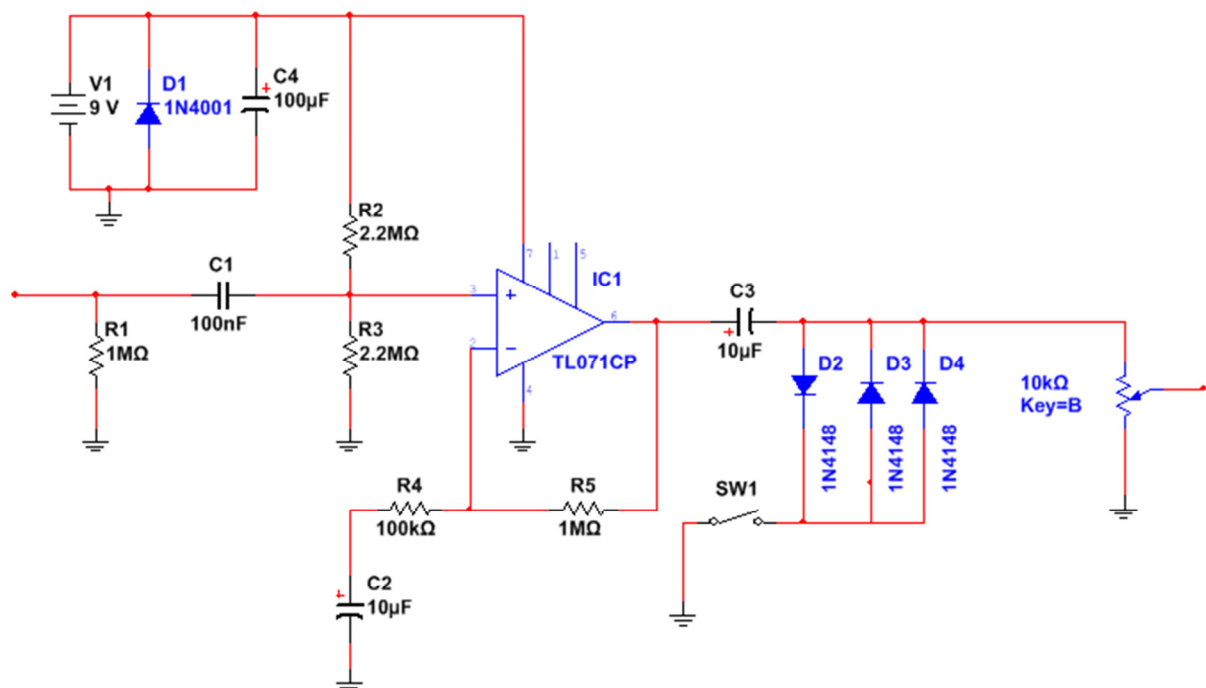 V1
9 V
D1
1N4001
+
C4
100µF
R2
2.2MΩ
C1
100nF
R1
1MΩ
R3
2.2MΩ
7
1
5
IC1
3
+
2
−
6
4
TL071CP
C3
+
10µF
D2
D3
D4
1N4148
1N4148
1N4148
10kΩ
Key=B
SW1
R4
100kΩ
R5
1MΩ
+
C2
10µF